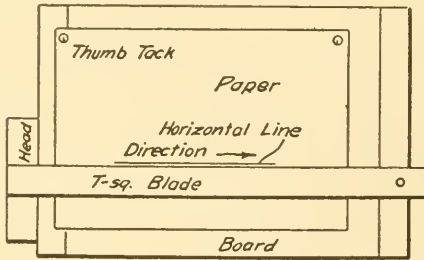 Thumb Tack
Paper
Horizontal Line
Direction
Head
T-sq. Blade
Board